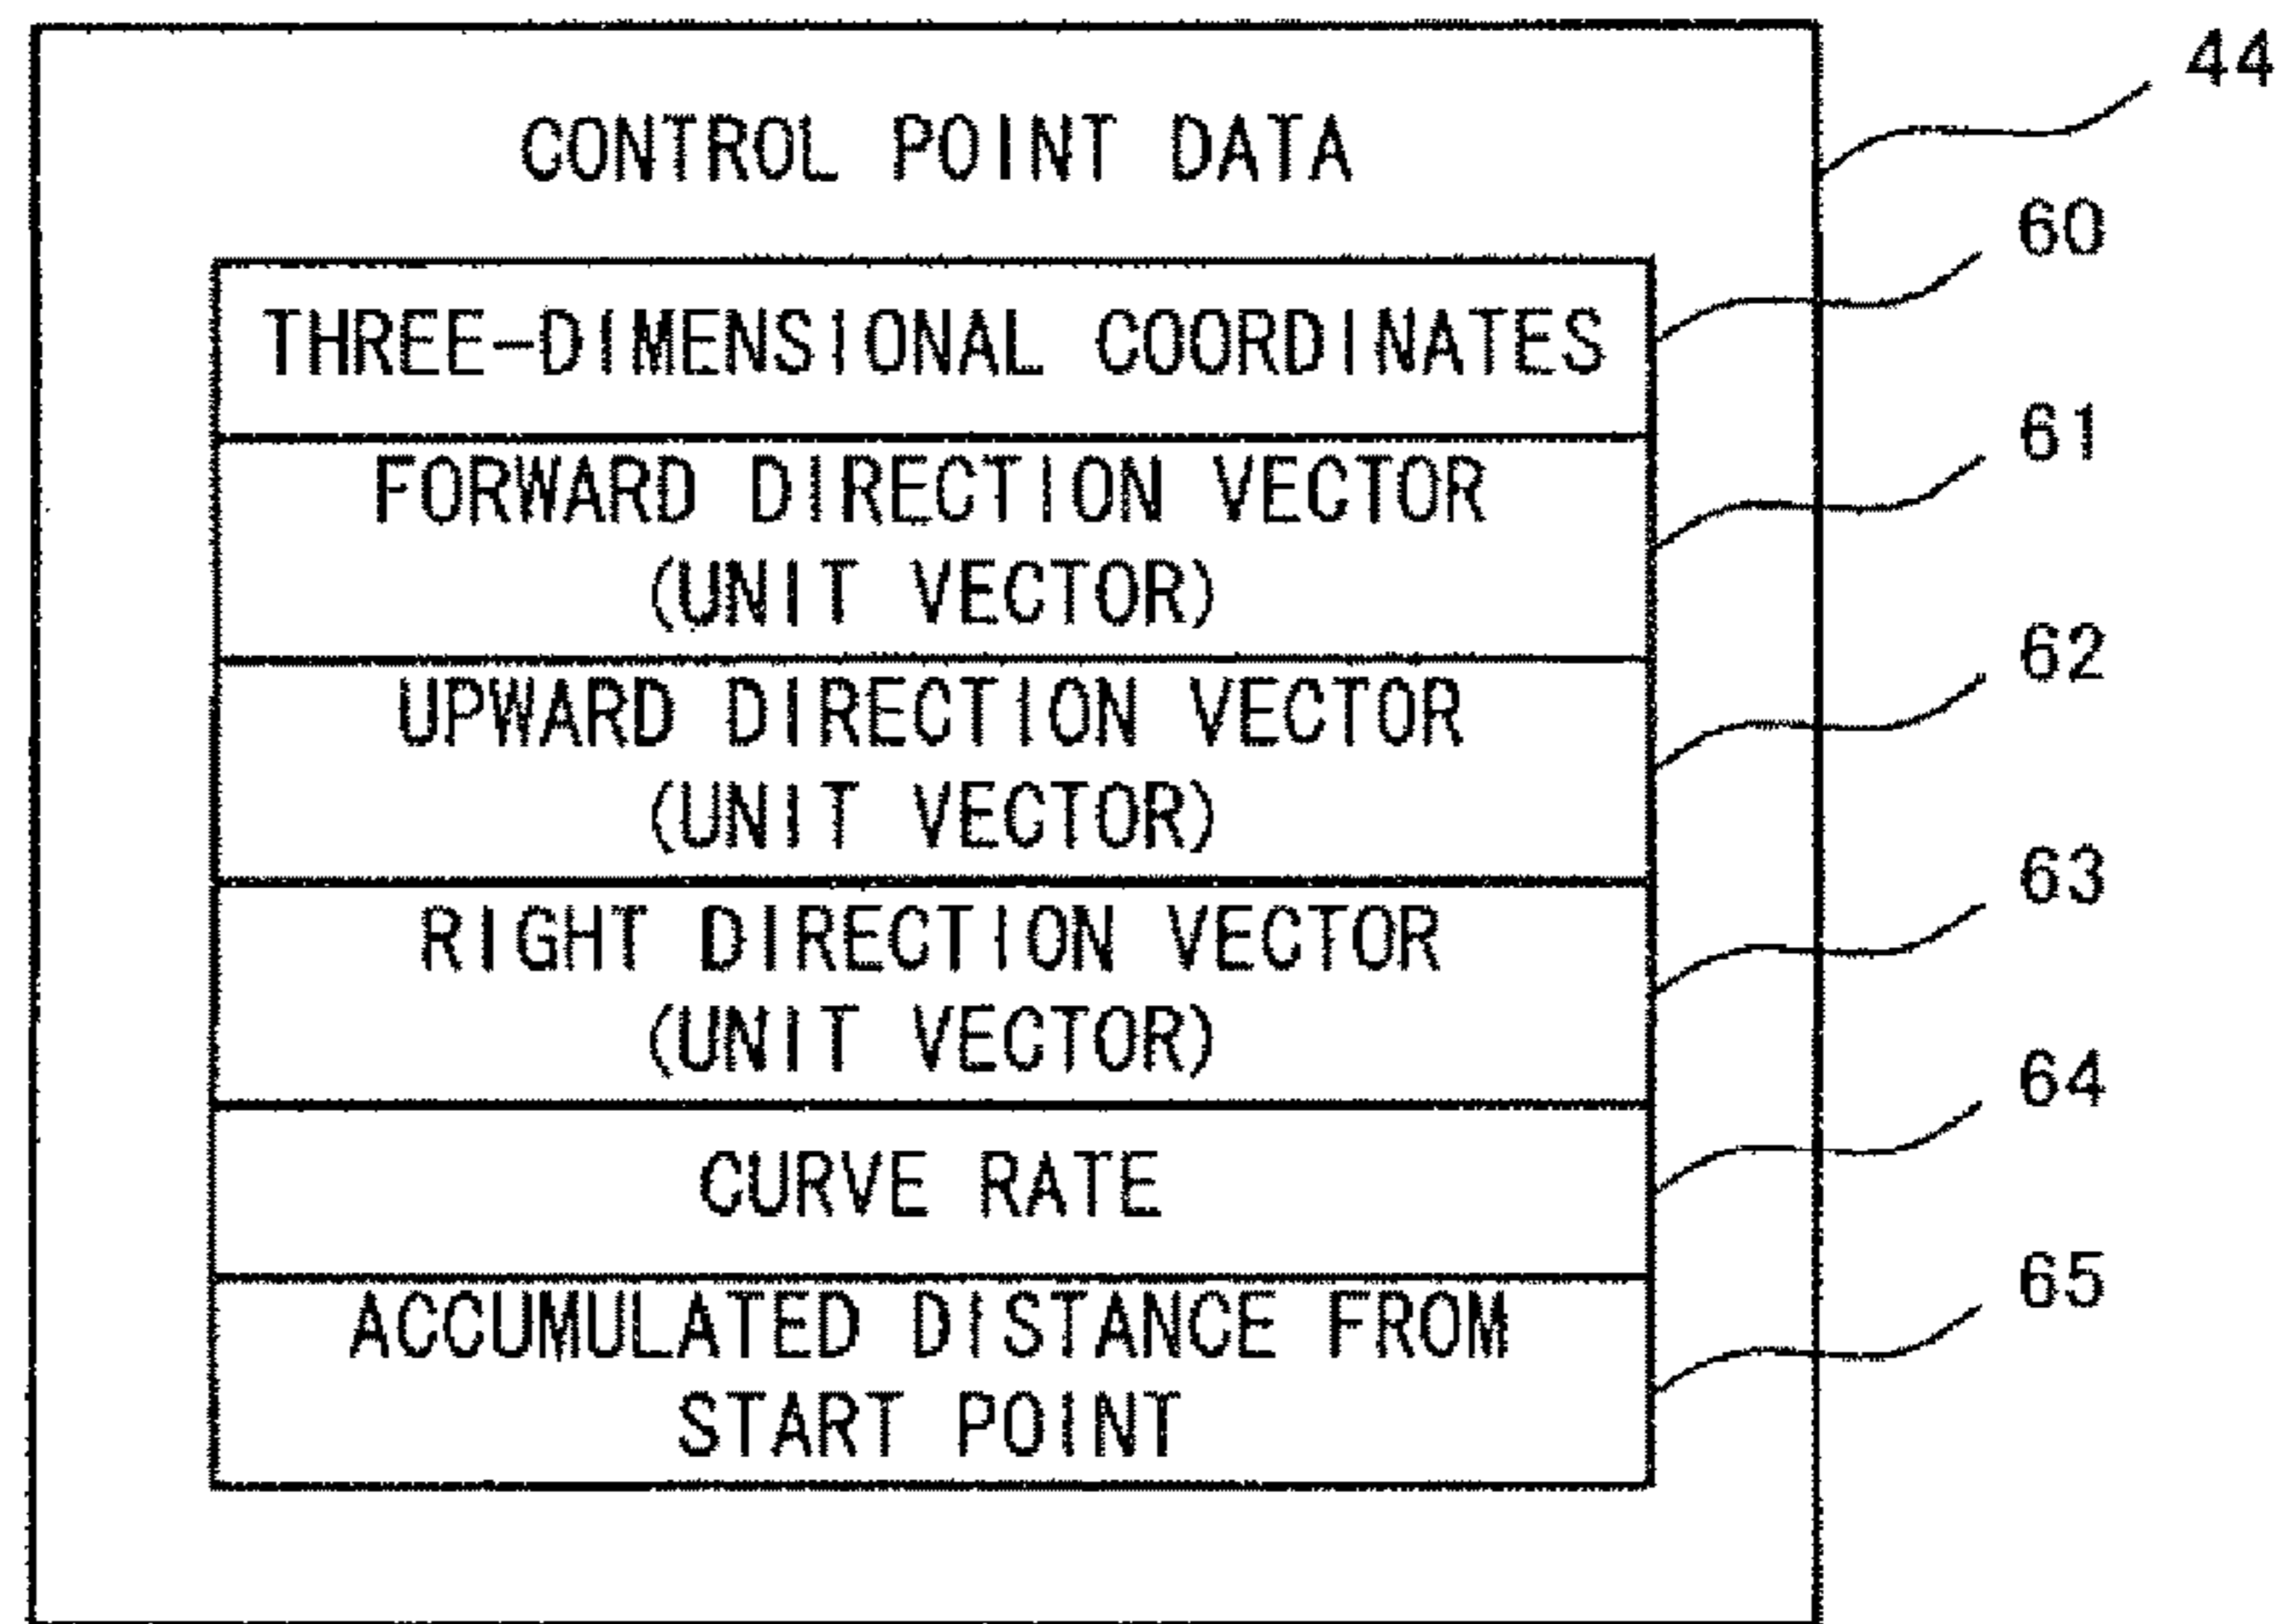 44
CONTROL POINT DATA
60
THREE-DIMENSIONAL COORDINATES
61
FORWARD DIRECTION VECTOR
(UNIT VECTOR)
62
UPWARD DIRECTION VECTOR
(UNIT VECTOR)
63
RIGHT DIRECTION VECTOR
(UNIT VECTOR)
64
CURVE RATE
65
ACCUMULATED DISTANCE FROM
START POINT